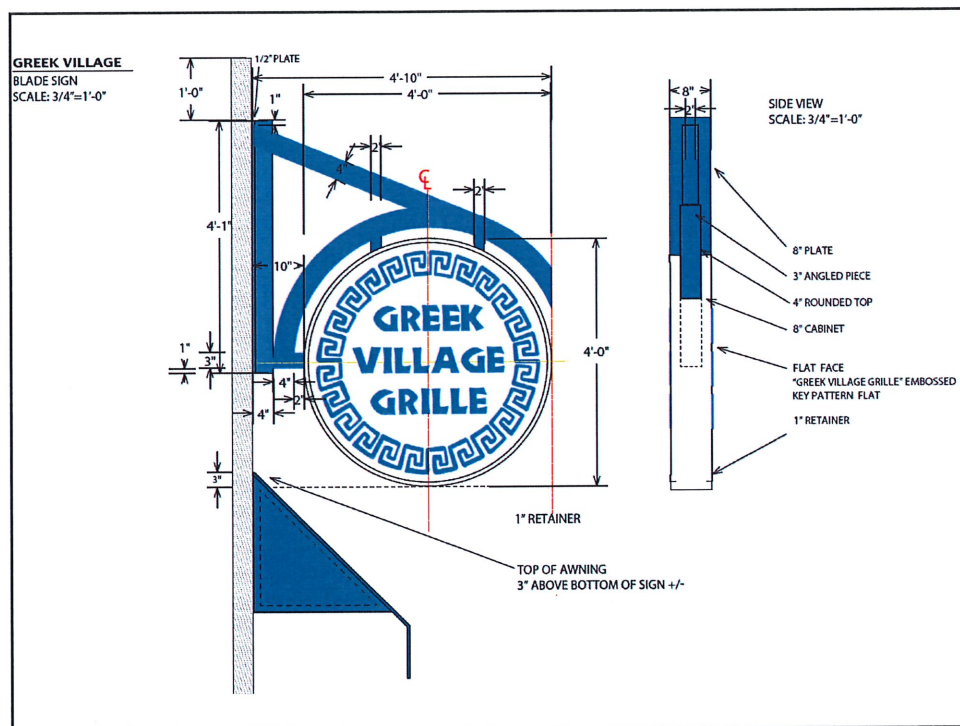 GREEK VILLAGE
BLADE SIGN
SCALE: 3/4"=1'-0"
1/2" PLATE
1'-0"
4'-10"
4'-0"
1"
2"
4"
℄
2"
4'-1"
10"
1"
3"
4"
2"
4"
3"
4'-0"
GREEK
VILLAGE
GRILLE
1" RETAINER
TOP OF AWNING
3" ABOVE BOTTOM OF SIGN +/-
8"
2"
SIDE VIEW
SCALE: 3/4"=1'-0"
8" PLATE
3" ANGLED PIECE
4" ROUNDED TOP
8" CABINET
FLAT FACE
"GREEK VILLAGE GRILLE" EMBOSSED
KEY PATTERN FLAT
1" RETAINER